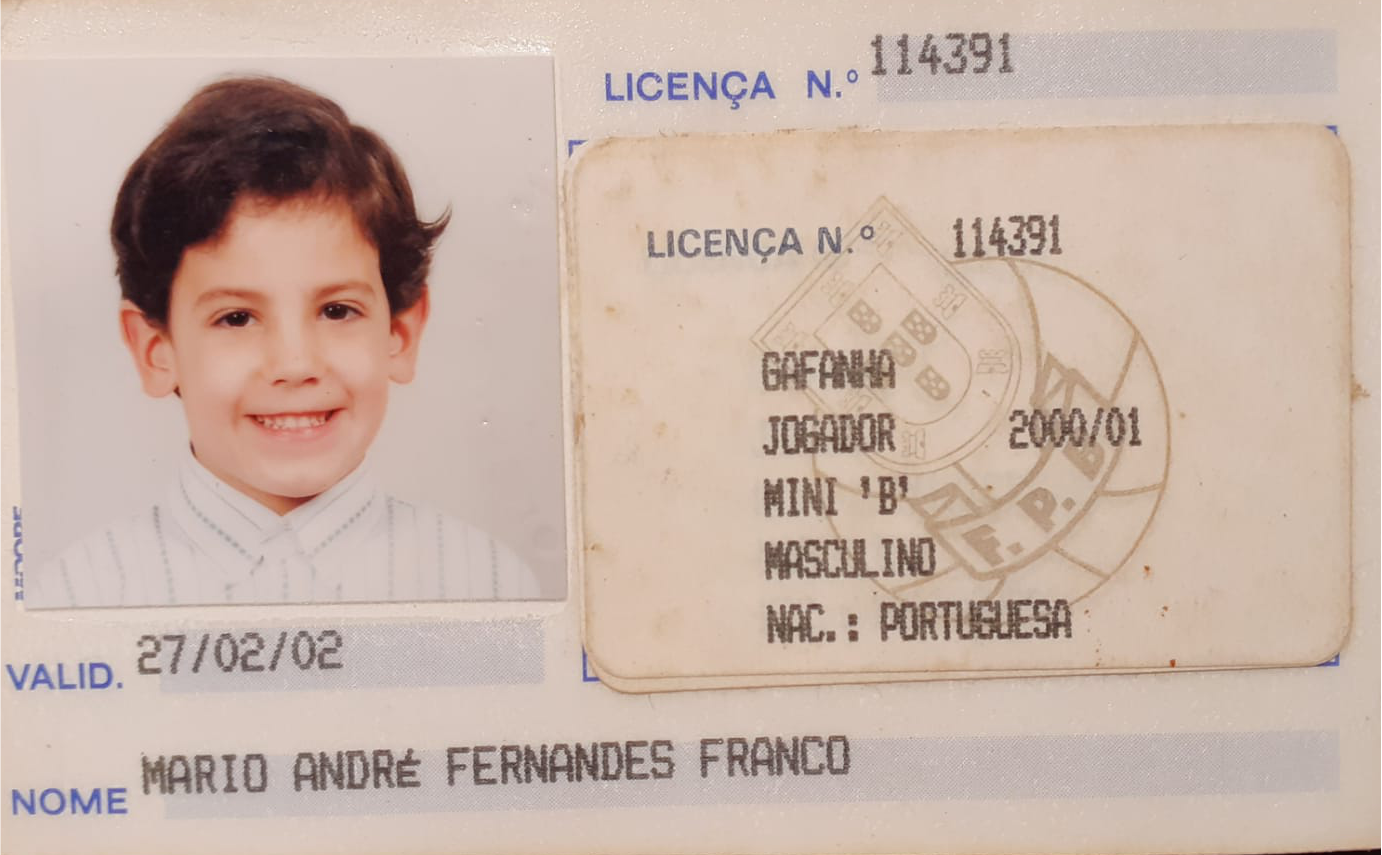 LICENÇA N.º 114391
LICENÇA N.º 114391
GAFANHA
JOGADOR 2000/01
MINI 'B'
MASCULINO
NAC.: PORTUGUESA
F. P. B.
VALID. 27/02/02
NOME MARIO ANDRÉ FERNANDES FRANCO